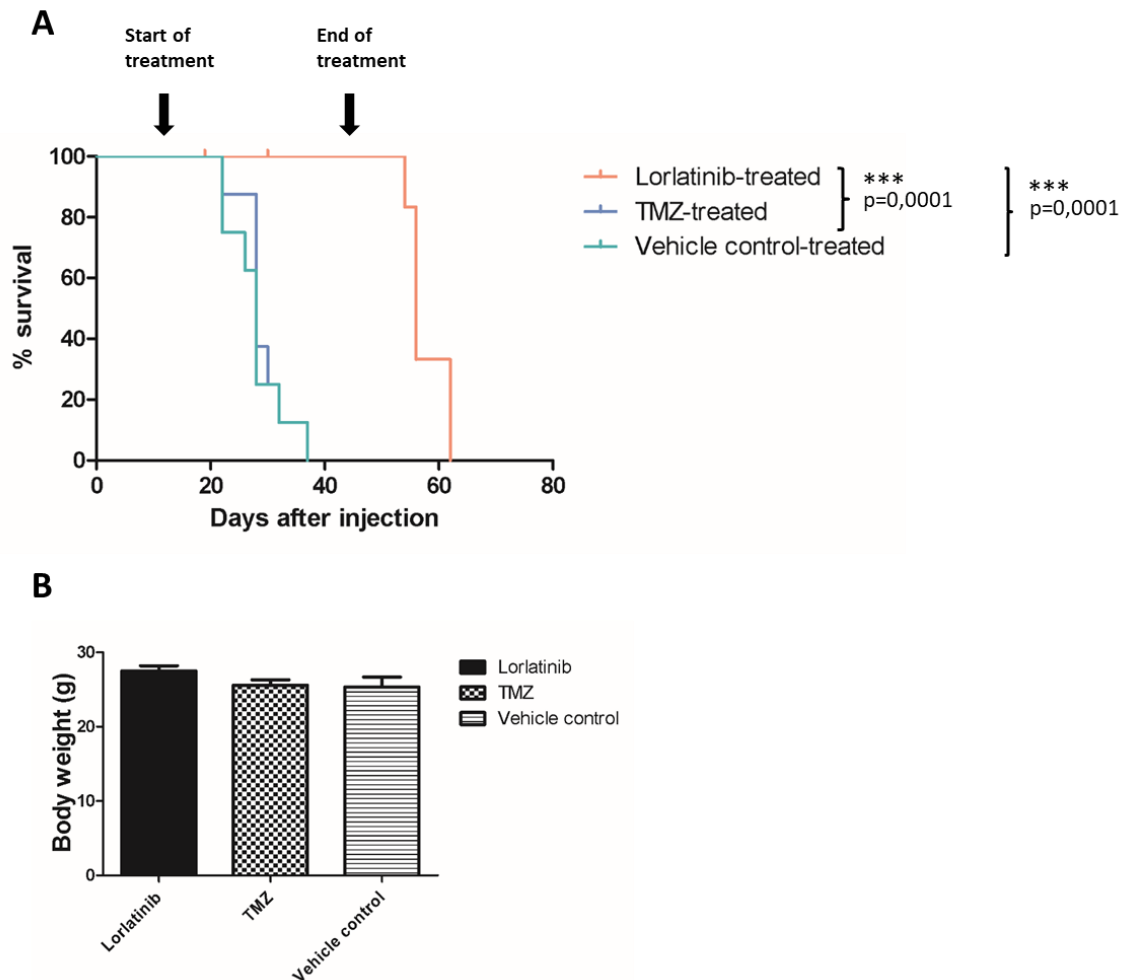 A
Start of
treatment
End of
treatment
100
80
60
40
20
0
% survival
0 20 40 60 80
Days after injection
Lorlatinib-treated
TMZ-treated
Vehicle control-treated
***
p=0,0001
***
p=0,0001
B
30
20
10
0
Body weight (g)
Lorlatinib
TMZ
Vehicle control
Lorlatinib
TMZ
Vehicle control